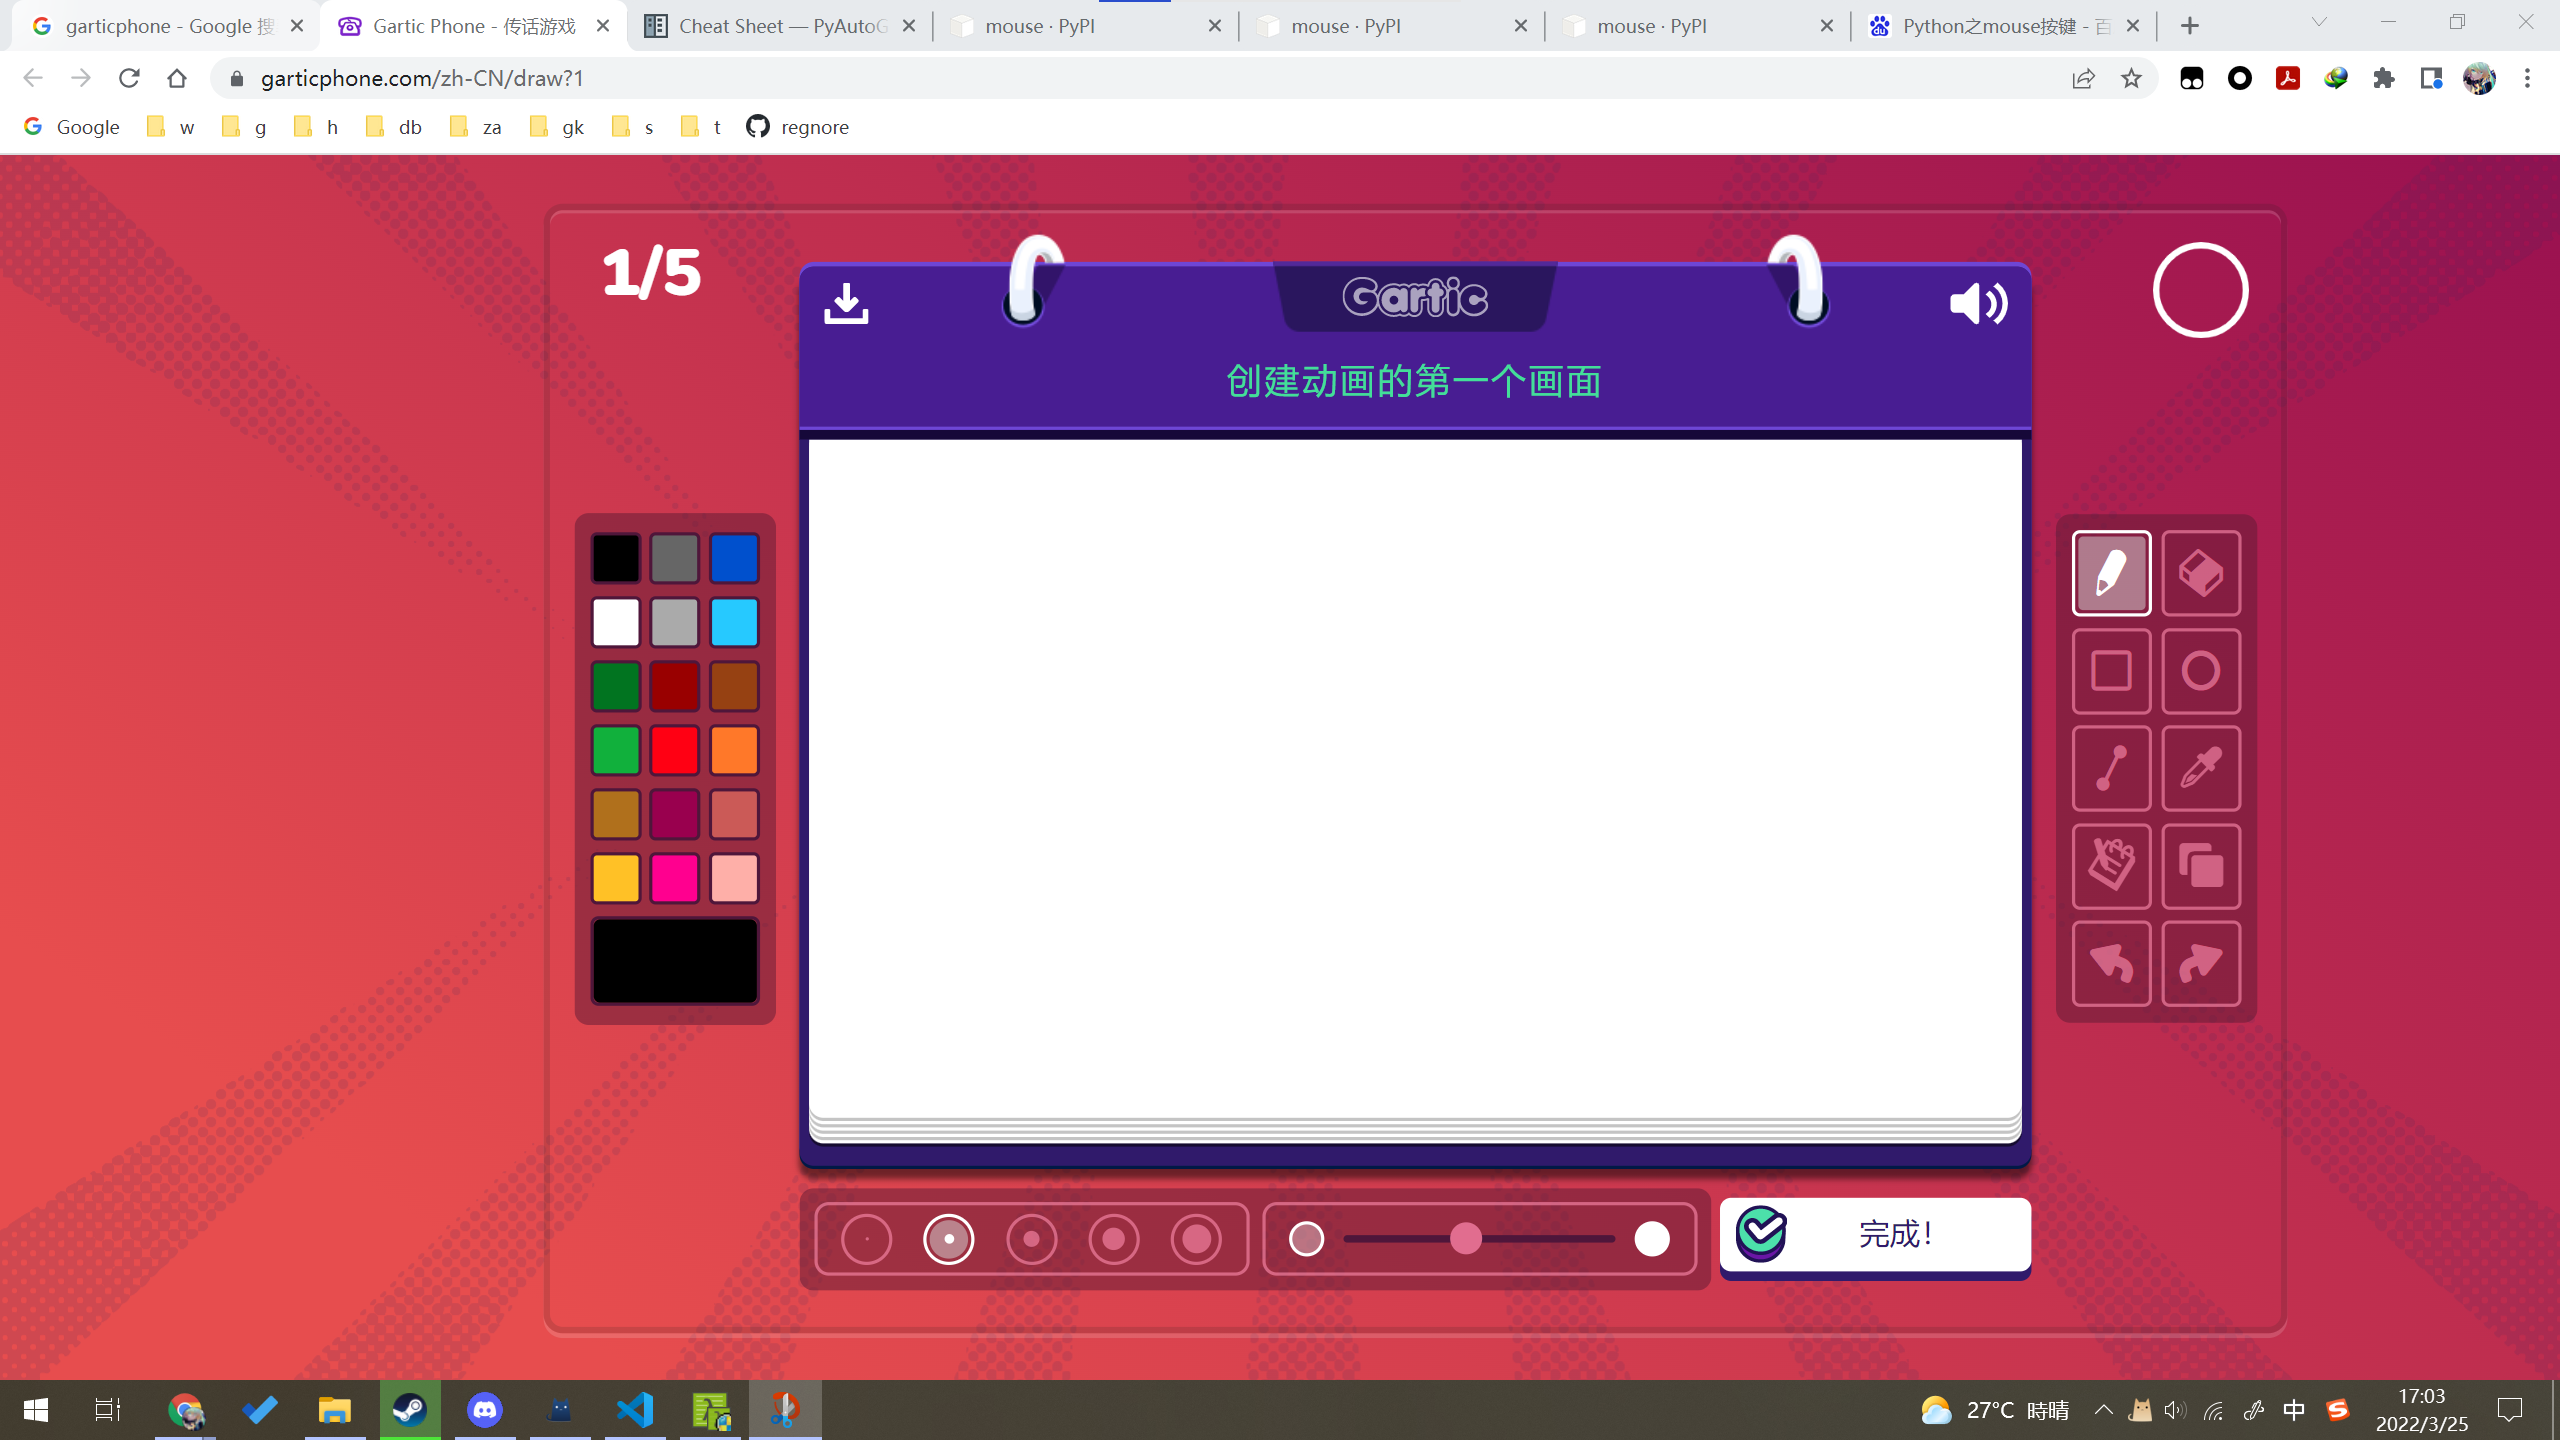 garticphone - Google 搜
Gartic Phone - 传话游戏
Cheat Sheet — PyAutoG
mouse · PyPI
mouse · PyPI
mouse · PyPI
Python之mouse按键 - 百
garticphone.com/zh-CN/draw?1
Google
w
g
h
db
za
gk
s
t
regnore
1/5
Gartic
创建动画的第一个画面
完成！
27°C 時晴
中
17:03
2022/3/25